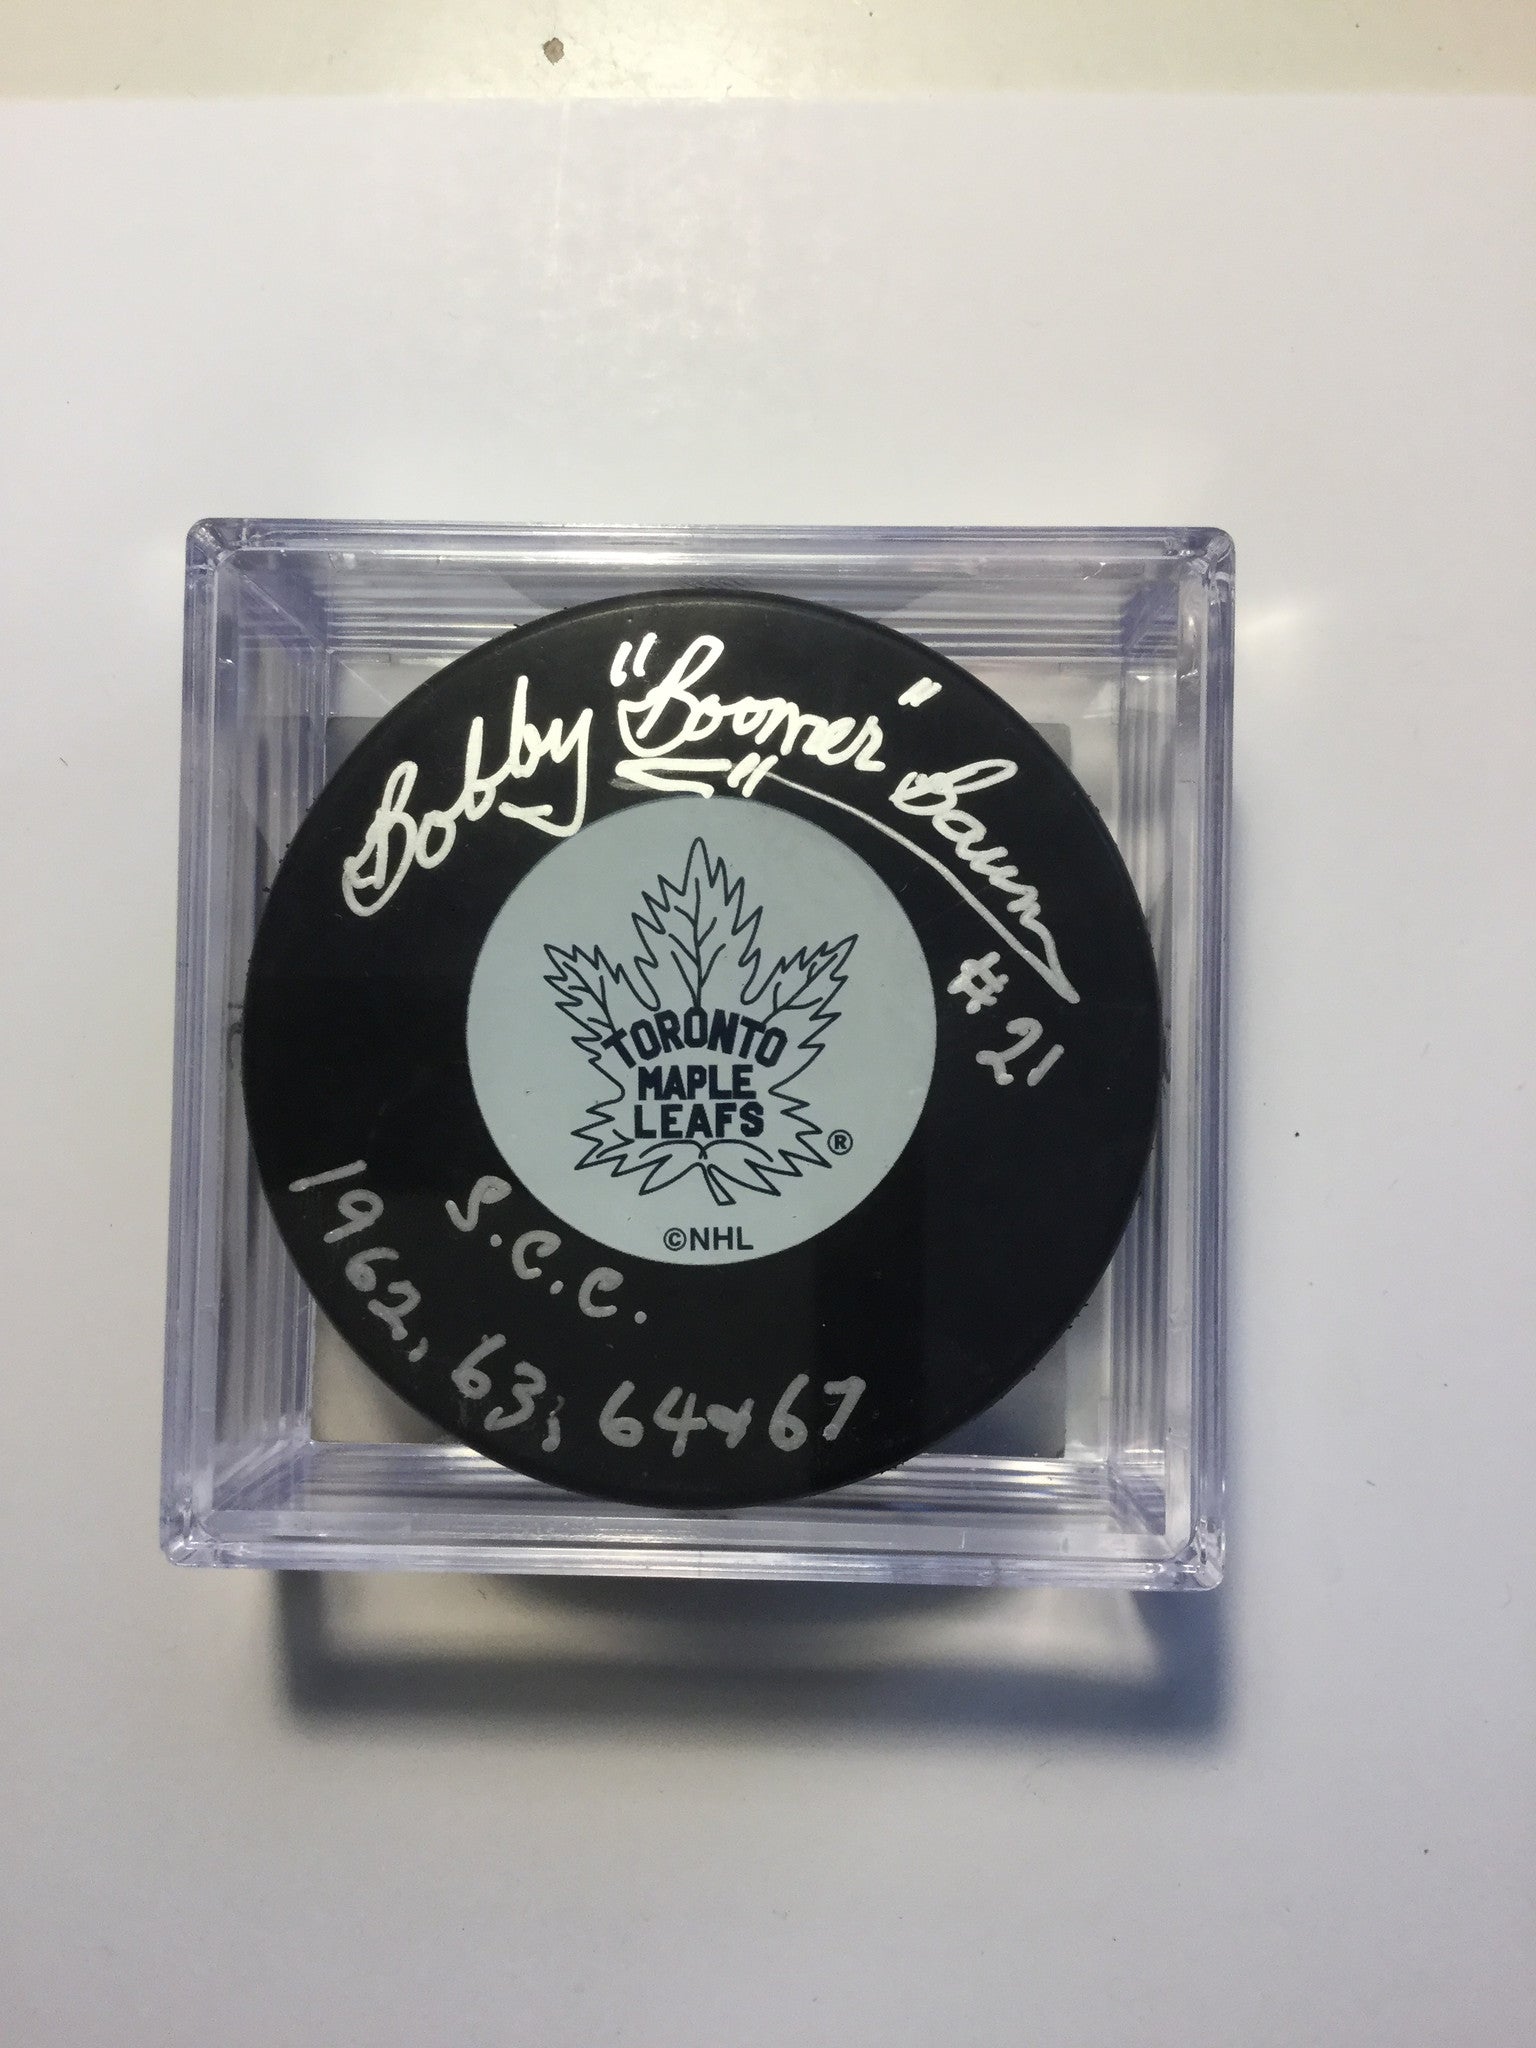 Bobby "Boomer" Baun
#21
TORONTO
MAPLE
LEAFS
®
©NHL
S.C.C.
1962, 63, 64 & 67